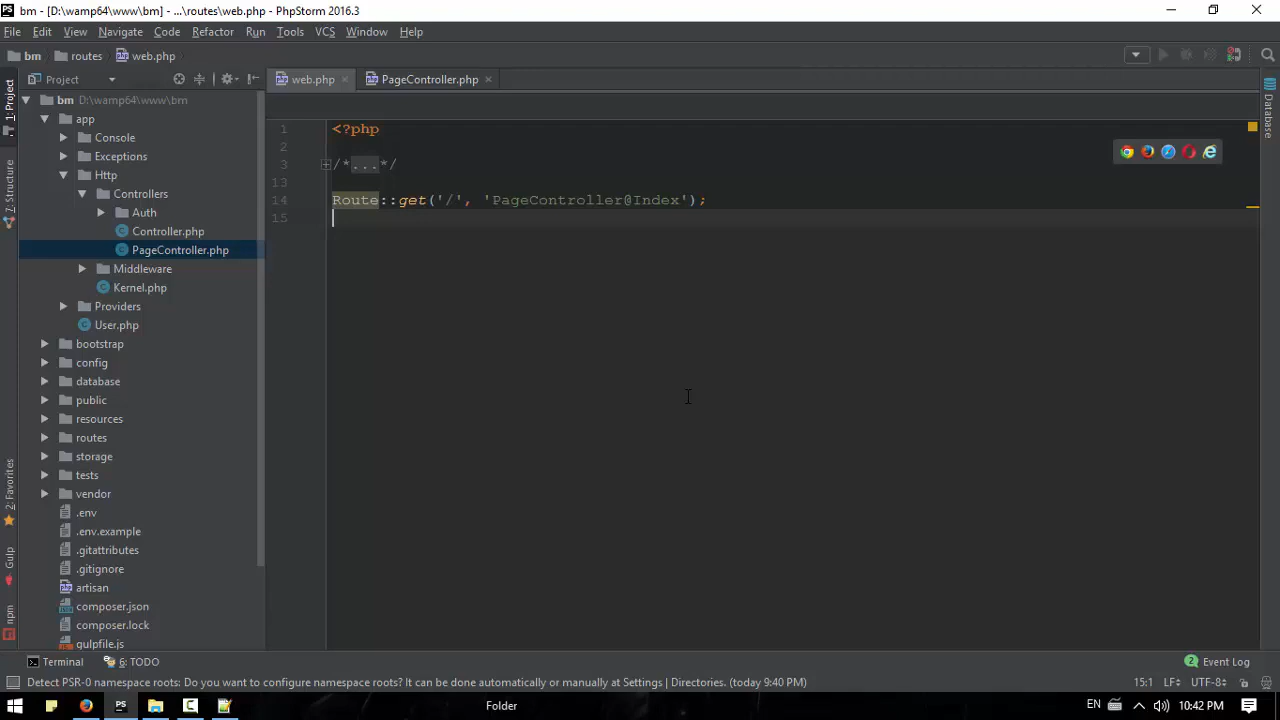 bm - [D:\wamp64\www\bm] - ...\routes\web.php - PhpStorm 2016.3
File Edit View Navigate Code Refactor Run Tools VCS Window Help
bm routes web.php
Project
web.php PageController.php
1: Project
7: Structure
2: Favorites
Gulp
npm
Database
bm D:\wamp64\www\bm
app
Console
Exceptions
Http
Controllers
Auth
Controller.php
PageController.php
Middleware
Kernel.php
Providers
User.php
bootstrap
config
database
public
resources
routes
storage
tests
vendor
.env
.env.example
.gitattributes
.gitignore
artisan
composer.json
composer.lock
gulpfile.js
1 <?php
2
3 /*...*/
13
14 Route::get('/', 'PageController@Index');
15
Terminal 6: TODO 2 Event Log
Detect PSR-0 namespace roots: Do you want to configure namespace roots? It can be done automatically or manually at Settings | Directories. (today 9:40 PM) 15:1 LF UTF-8
Folder EN 10:42 PM